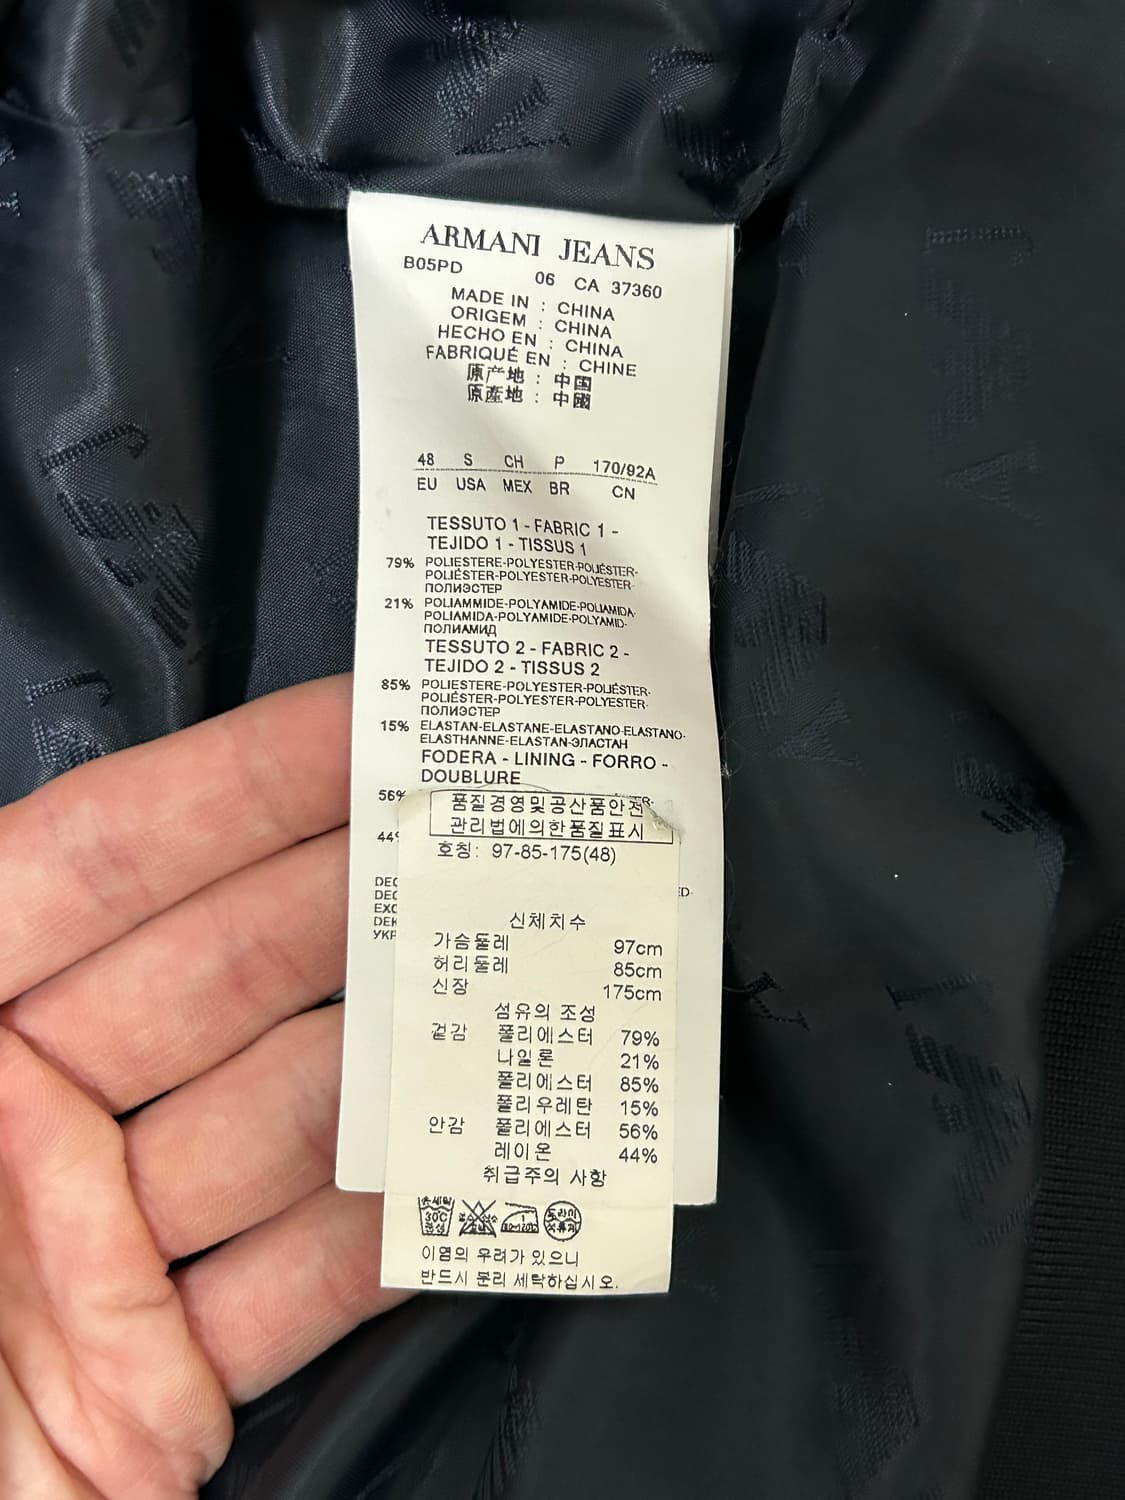 ARMANI JEANS
B05PD 06 CA 37360
MADE IN : CHINA
ORIGEM : CHINA
HECHO EN : CHINA
FABRIQUÉ EN : CHINE
原产地 : 中国
原產地 : 中國
48 S CH P 170/92A
EU USA MEX BR CN
TESSUTO 1 - FABRIC 1 -
TEJIDO 1 - TISSUS 1
79% POLIESTERE-POLYESTER-POLIÉSTER-
POLIÉSTER-POLYESTER-POLYESTER-
ПОЛИЭСТЕР
21% POLIAMMIDE-POLYAMIDE-POLIAMIDA-
POLIAMIDA-POLYAMIDE-POLYAMID-
ПОЛИАМИД
TESSUTO 2 - FABRIC 2 -
TEJIDO 2 - TISSUS 2
85% POLIESTERE-POLYESTER-POLIÉSTER-
POLIÉSTER-POLYESTER-POLYESTER-
ПОЛИЭСТЕР
15% ELASTAN-ELASTANE-ELASTANO-ELASTANO-
ELASTHANNE-ELASTAN-ЭЛАСТАН
FODERA - LINING - FORRO -
DOUBLURE
56%
품질경영및공산품안전
관리법에의한품질표시
44%
호칭: 97-85-175(48)
DEC
DEC
EXC
DEK
УКР
신체치수
가슴둘레 97cm
허리둘레 85cm
신장 175cm
섬유의 조성
겉감 폴리에스터 79%
나일론 21%
폴리에스터 85%
폴리우레탄 15%
안감 폴리에스터 56%
레이온 44%
취급주의 사항
30℃
이염의 우려가 있으니
반드시 분리 세탁하십시오.